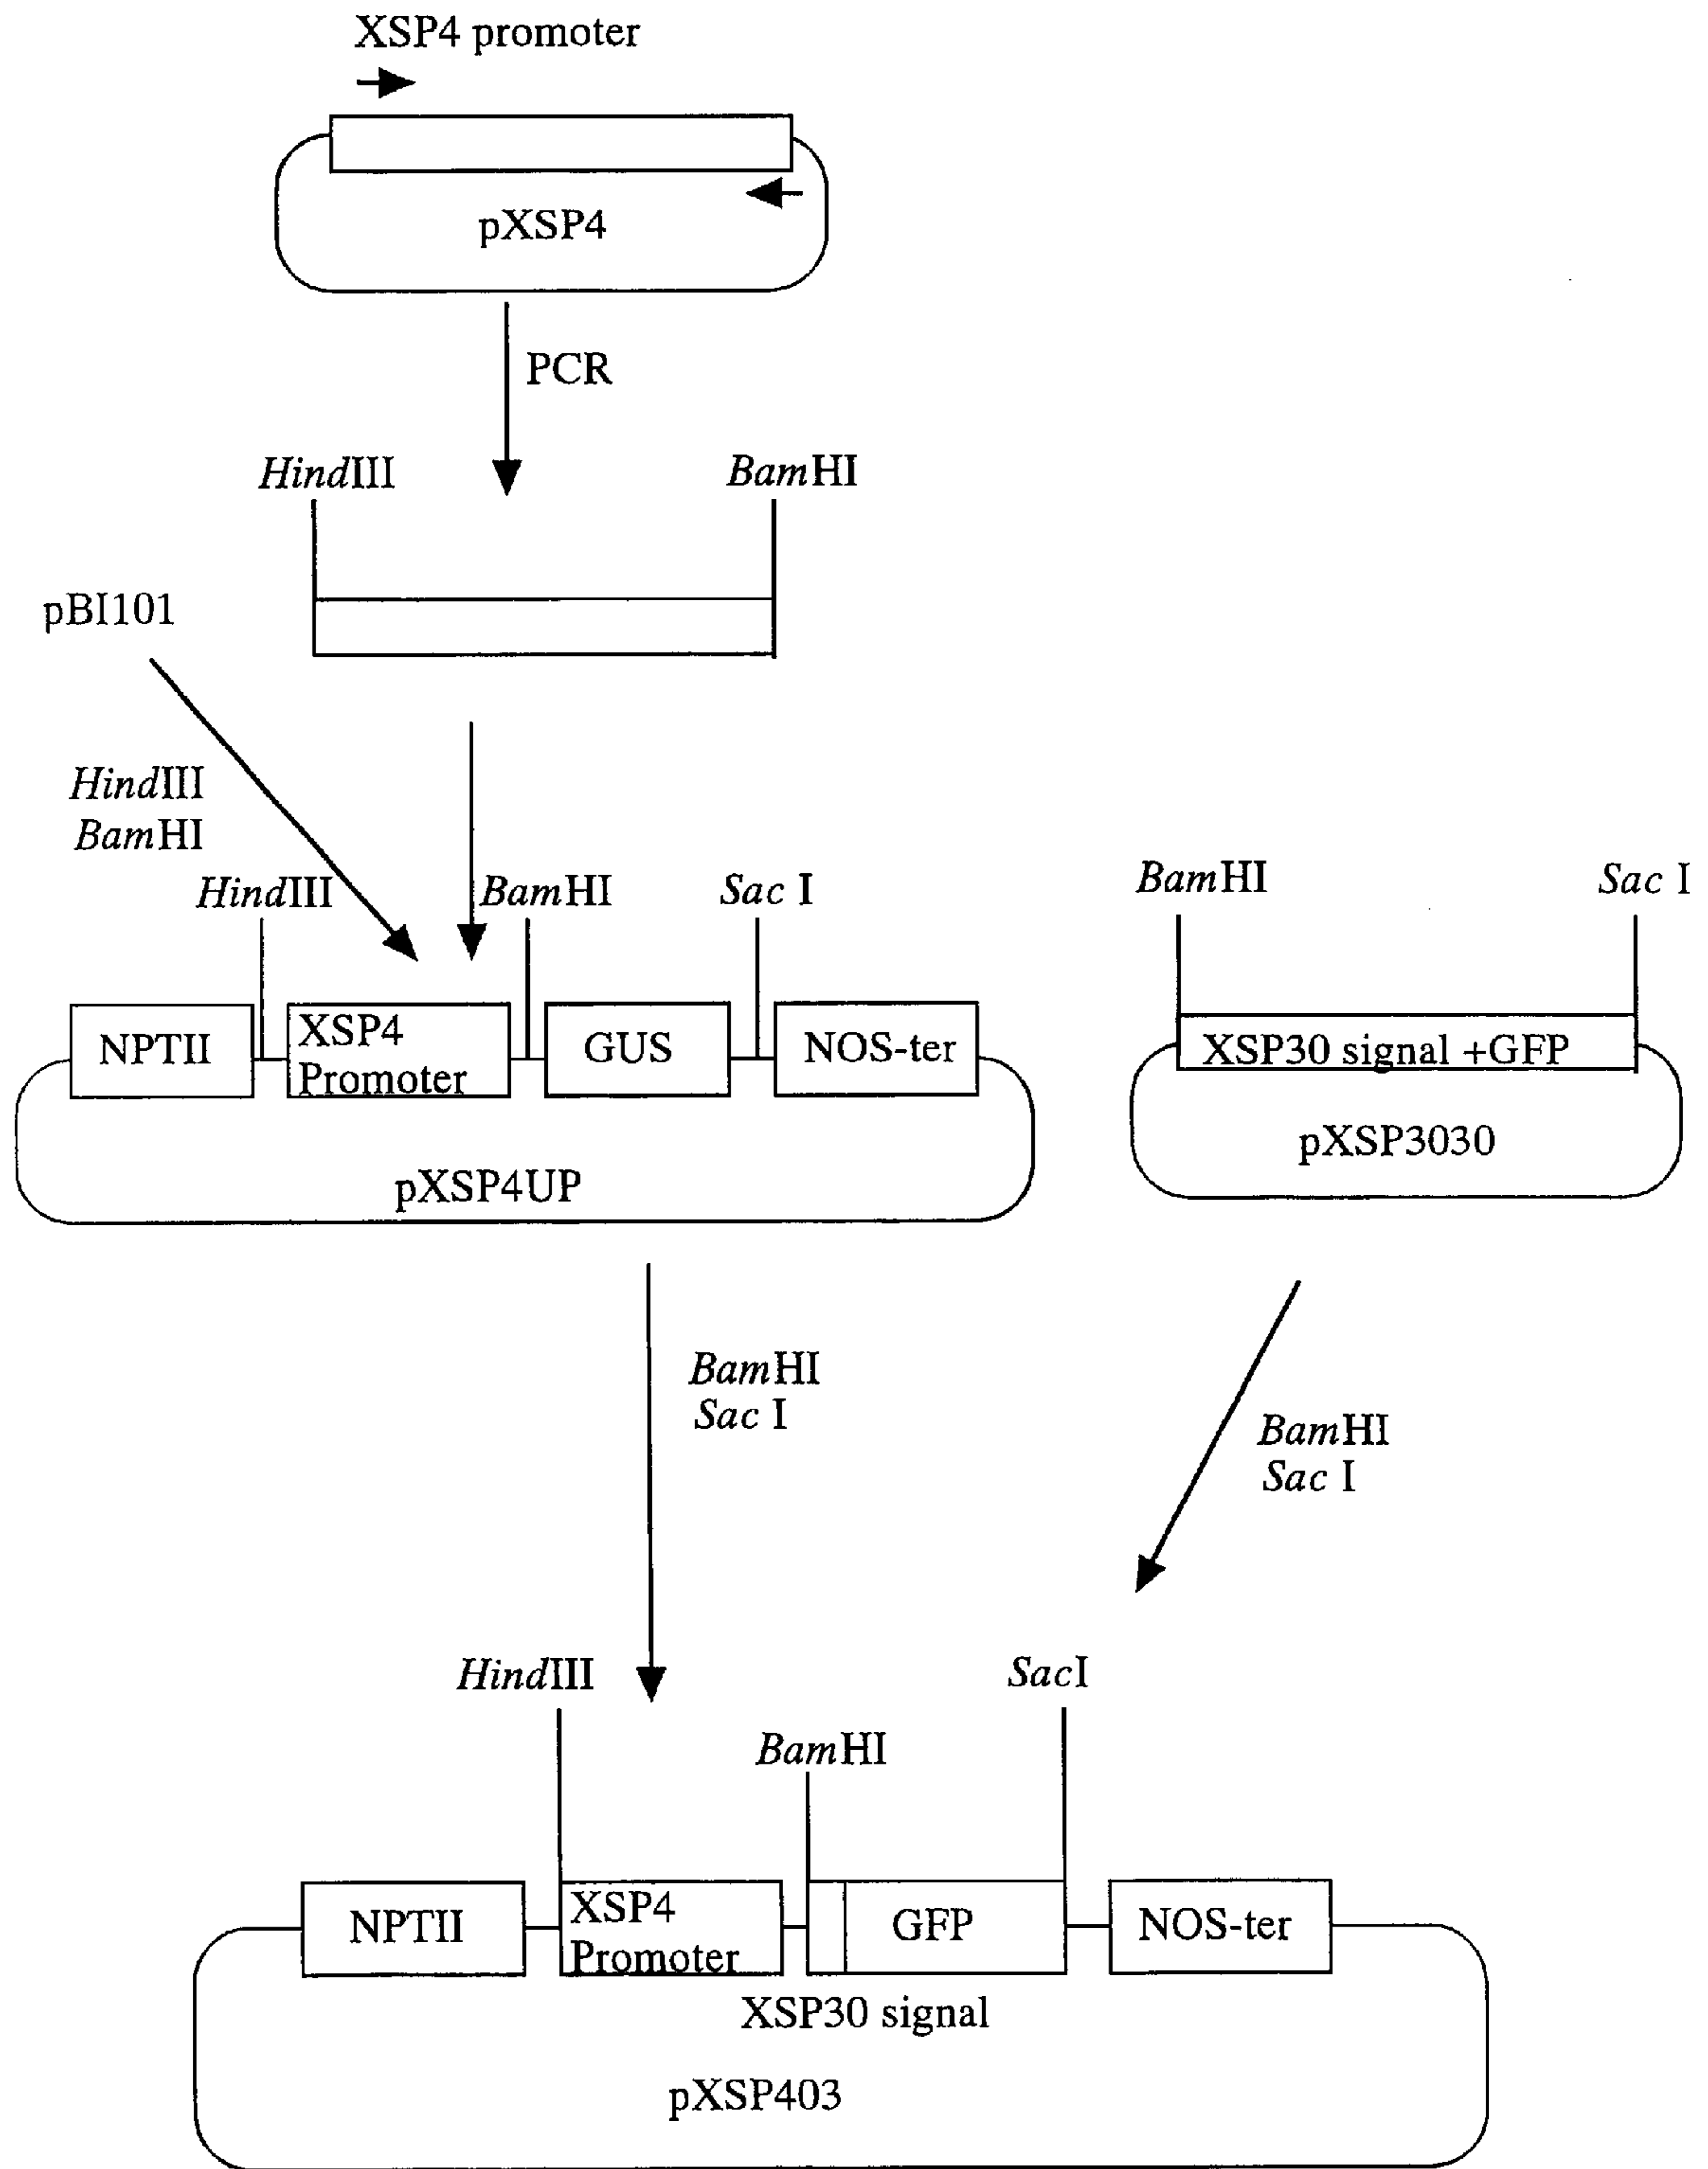 XSP4 promoter
pXSP4
PCR
HindIII
BamHI
pBI101
HindIII
BamHI
HindIII
BamHI
Sac I
BamHI
Sac I
NPTII
XSP4
Promoter
GUS
NOS-ter
XSP30 signal +GFP
pXSP3030
pXSP4UP
BamHI
Sac I
BamHI
Sac I
HindIII
SacI
BamHI
NPTII
XSP4
Promoter
GFP
NOS-ter
XSP30 signal
pXSP403